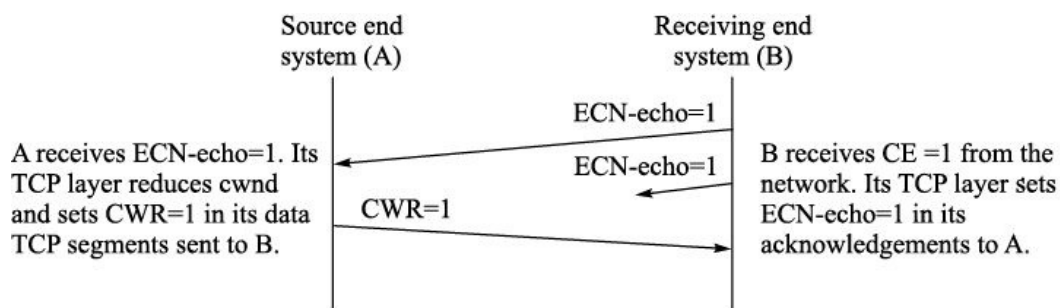 Source end
system (A)
Receiving end
system (B)
ECN-echo=1
A receives ECN-echo=1. Its
TCP layer reduces cwnd
and sets CWR=1 in its data
TCP segments sent to B.
ECN-echo=1
CWR=1
B receives CE =1 from the
network. Its TCP layer sets
ECN-echo=1 in its
acknowledgements to A.